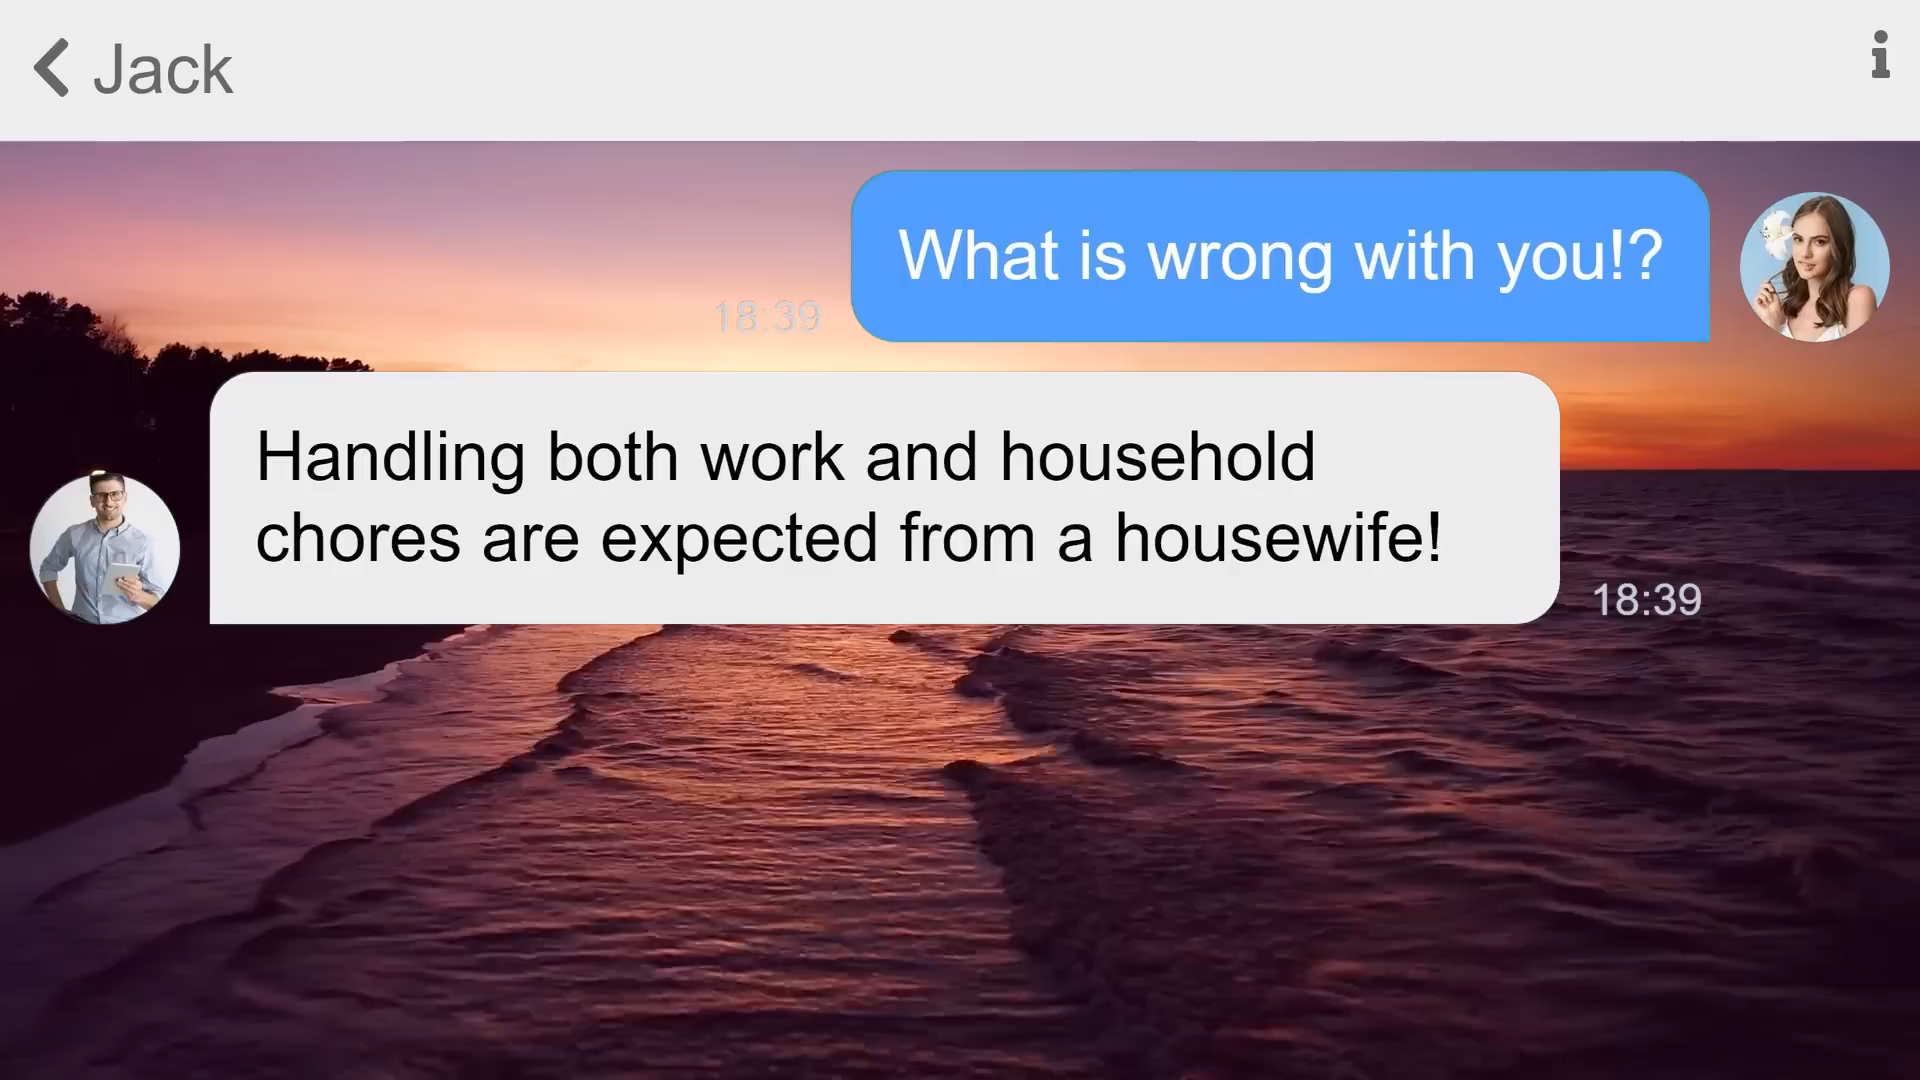 Jack
What is wrong with you!?
18:39
Handling both work and household
chores are expected from a housewife!
18:39